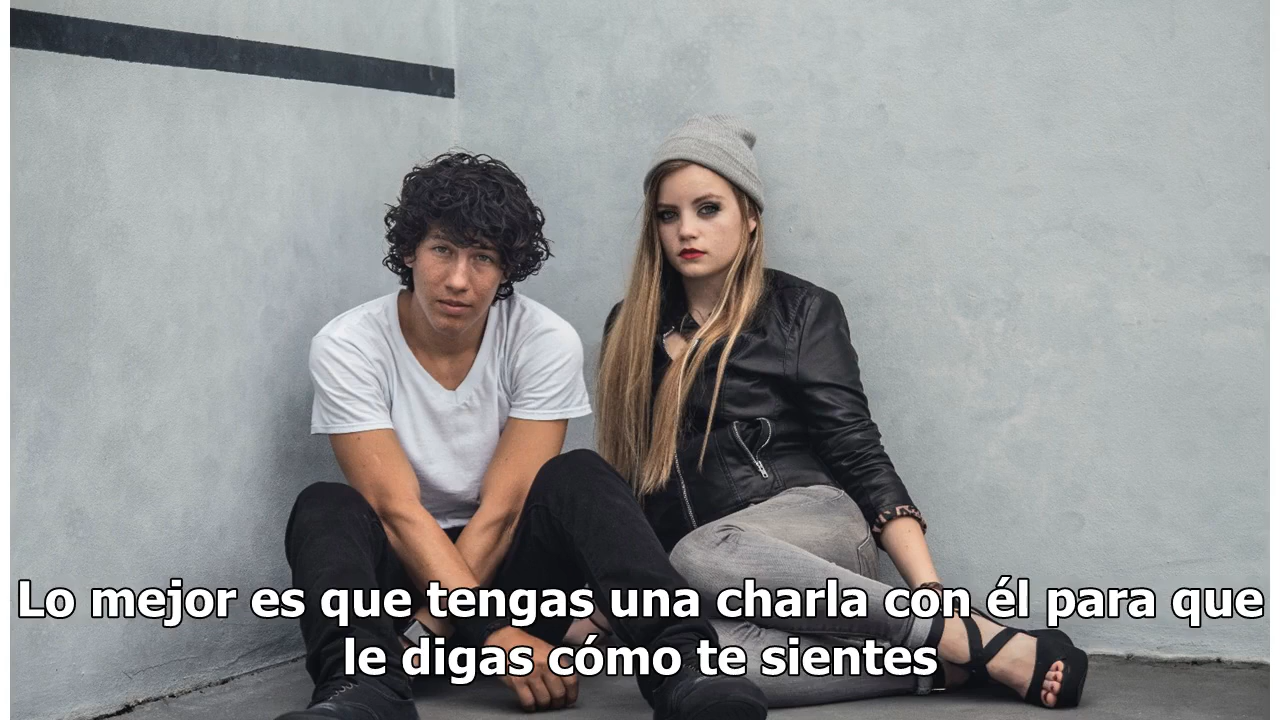 Lo mejor es que tengas una charla con él para que
le digas cómo te sientes